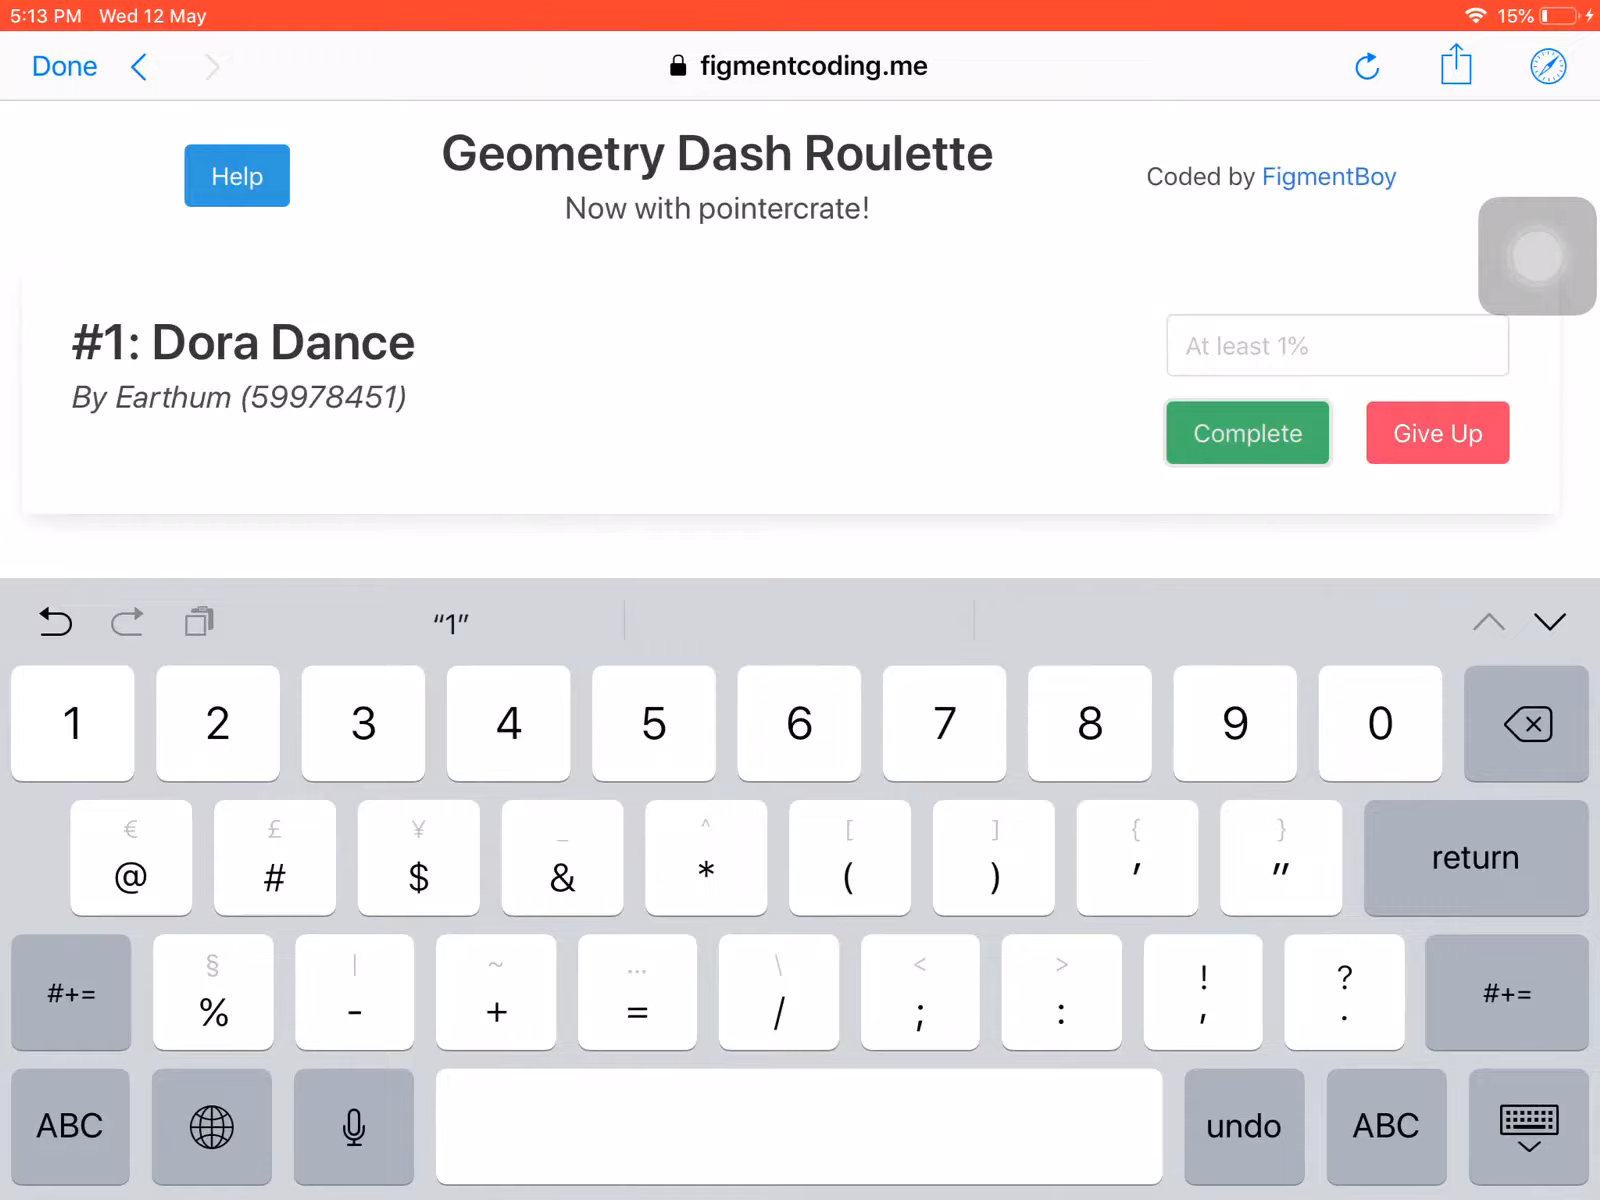 5:13 PM Wed 12 May 15%
Done figmentcoding.me
Help
Geometry Dash Roulette
Now with pointercrate!
Coded by FigmentBoy
#1: Dora Dance
By Earthum (59978451)
At least 1%
Complete Give Up
“1”
1 2 3 4 5 6 7 8 9 0
€ £ ¥ _ ^ [ ] { }
@ # $ & * ( ) ' " return
§ | ~ … \ < > ! ?
#+= % - + = / ; : , . #+=
ABC undo ABC